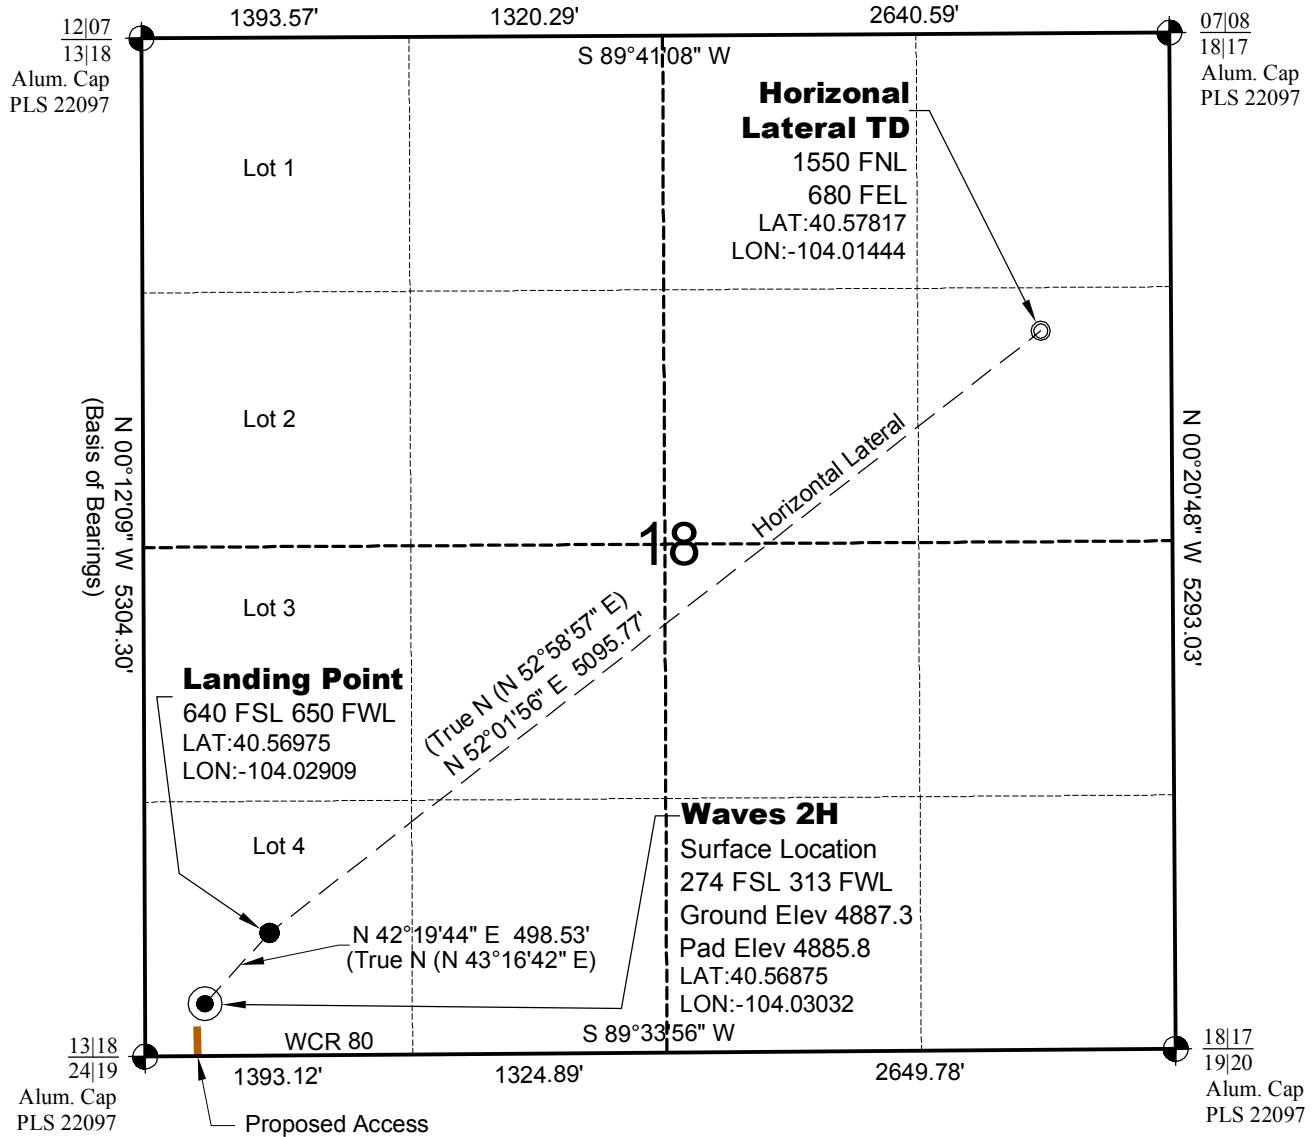 1393.57'
1320.29'
2640.59'
12|07
13|18
Alum. Cap
PLS 22097
07|08
18|17
Alum. Cap
PLS 22097
S 89°41'08" W
Horizonal
Lateral TD
1550 FNL
680 FEL
LAT:40.57817
LON:-104.01444
Lot 1
Lot 2
N 00°12'09" W 5304.30'
(Basis of Bearings)
N 00°20'48" W 5293.03'
Horizontal Lateral
18
Lot 3
(True N (N 52°58'57" E)
N 52°01'56" E 5095.77'
Landing Point
640 FSL 650 FWL
LAT:40.56975
LON:-104.02909
Lot 4
Waves 2H
Surface Location
274 FSL 313 FWL
Ground Elev 4887.3
Pad Elev 4885.8
LAT:40.56875
LON:-104.03032
N 42°19'44" E 498.53'
(True N (N 43°16'42" E)
WCR 80
S 89°33'56" W
13|18
24|19
Alum. Cap
PLS 22097
1393.12'
1324.89'
2649.78'
18|17
19|20
Alum. Cap
PLS 22097
Proposed Access